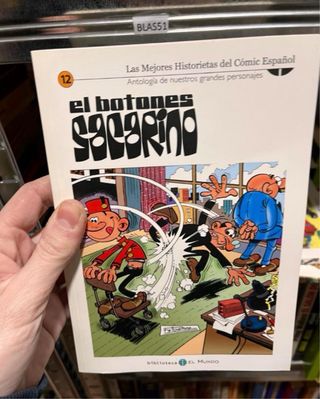 BLAS51
12
Las Mejores Historietas del Cómic Español
Antología de nuestros grandes personajes
el botones
SACARINO
biblioteca EL MUNDO